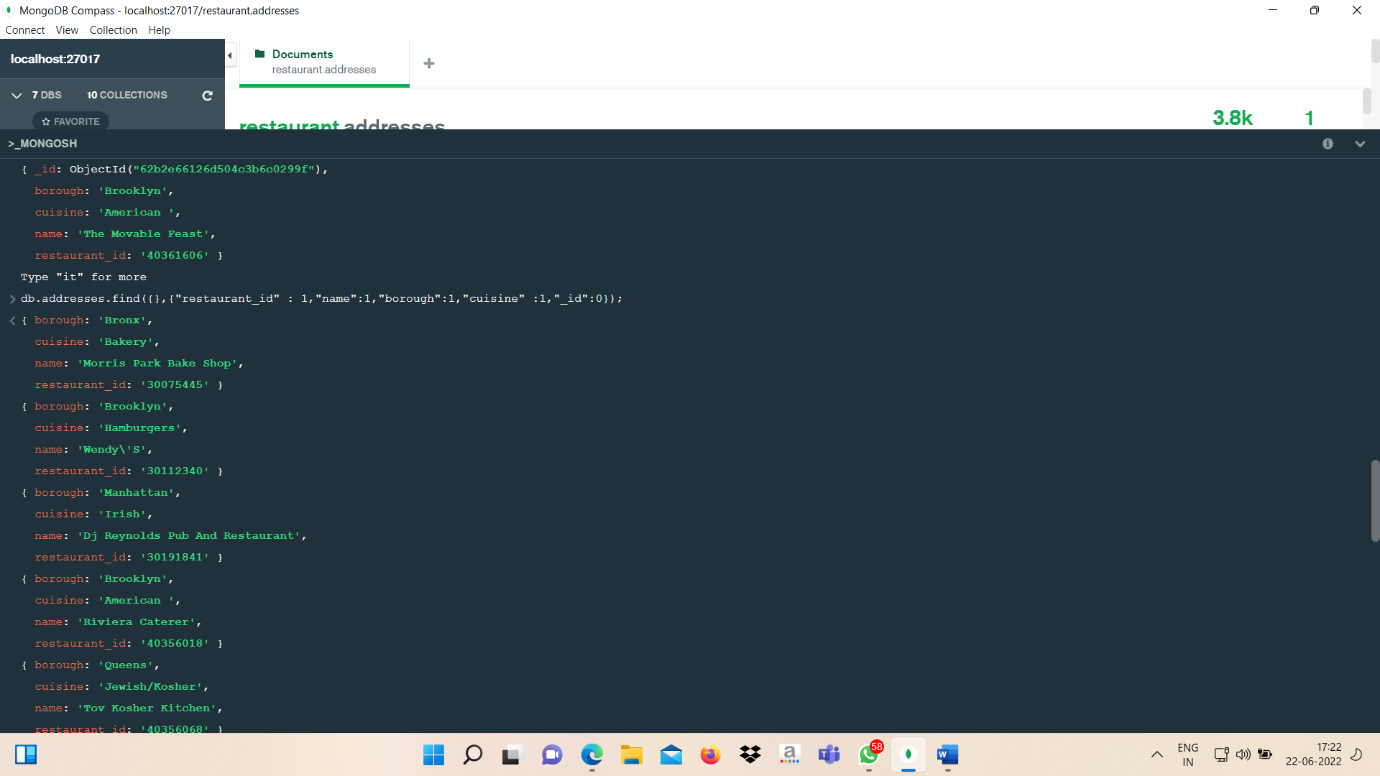 MongoDB Compass - localhost:27017/restaurant.addresses
Connect View Collection Help
localhost:27017
Documents
restaurant.addresses
7 DBS 10 COLLECTIONS
FAVORITE
restaurant.addresses
3.8k 1
>_MONGOSH
{ _id: ObjectId("62b2e66126d504c3b6c0299f"),
borough: 'Brooklyn',
cuisine: 'American ',
name: 'The Movable Feast',
restaurant_id: '40361606' }
Type "it" for more
> db.addresses.find({},{"restaurant_id" : 1,"name":1,"borough":1,"cuisine" :1,"_id":0});
< { borough: 'Bronx',
cuisine: 'Bakery',
name: 'Morris Park Bake Shop',
restaurant_id: '30075445' }
{ borough: 'Brooklyn',
cuisine: 'Hamburgers',
name: 'Wendy\'S',
restaurant_id: '30112340' }
{ borough: 'Manhattan',
cuisine: 'Irish',
name: 'Dj Reynolds Pub And Restaurant',
restaurant_id: '30191841' }
{ borough: 'Brooklyn',
cuisine: 'American ',
name: 'Riviera Caterer',
restaurant_id: '40356018' }
{ borough: 'Queens',
cuisine: 'Jewish/Kosher',
name: 'Tov Kosher Kitchen',
restaurant_id: '40356068' }
58
ENG
IN
17:22
22-06-2022